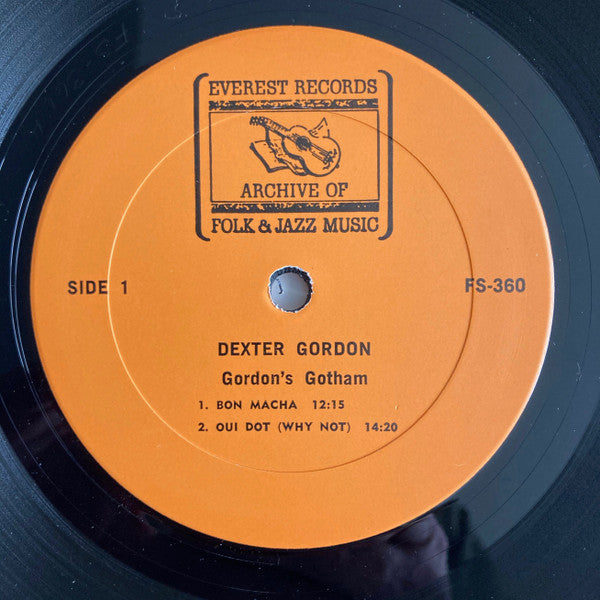 EVEREST RECORDS
ARCHIVE OF
FOLK & JAZZ MUSIC
SIDE 1
FS-360
DEXTER GORDON
Gordon's Gotham
1. BON MACHA 12:15
2. OUI DOT (WHY NOT) 14:20